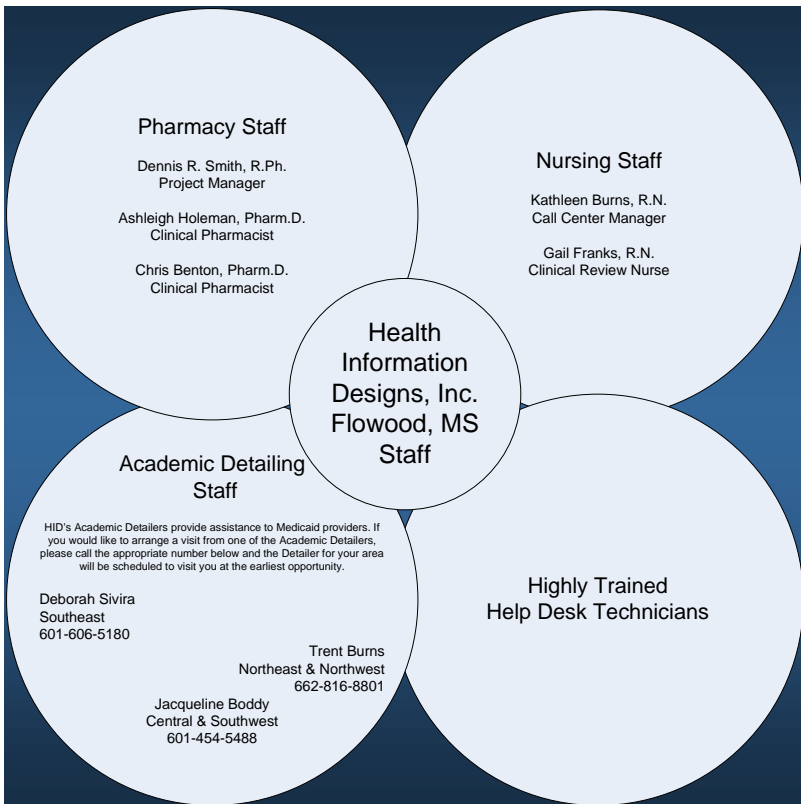 Pharmacy Staff
Dennis R. Smith, R.Ph.
Project Manager
Ashleigh Holeman, Pharm.D.
Clinical Pharmacist
Chris Benton, Pharm.D.
Clinical Pharmacist
Nursing Staff
Kathleen Burns, R.N.
Call Center Manager
Gail Franks, R.N.
Clinical Review Nurse
Health
Information
Designs, Inc.
Flowood, MS
Staff
Academic Detailing
Staff
HID's Academic Detailers provide assistance to Medicaid providers. If
you would like to arrange a visit from one of the Academic Detailers,
please call the appropriate number below and the Detailer for your area
will be scheduled to visit you at the earliest opportunity.
Deborah Sivira
Southeast
601-606-5180
Trent Burns
Northeast & Northwest
662-816-8801
Jacqueline Boddy
Central & Southwest
601-454-5488
Highly Trained
Help Desk Technicians